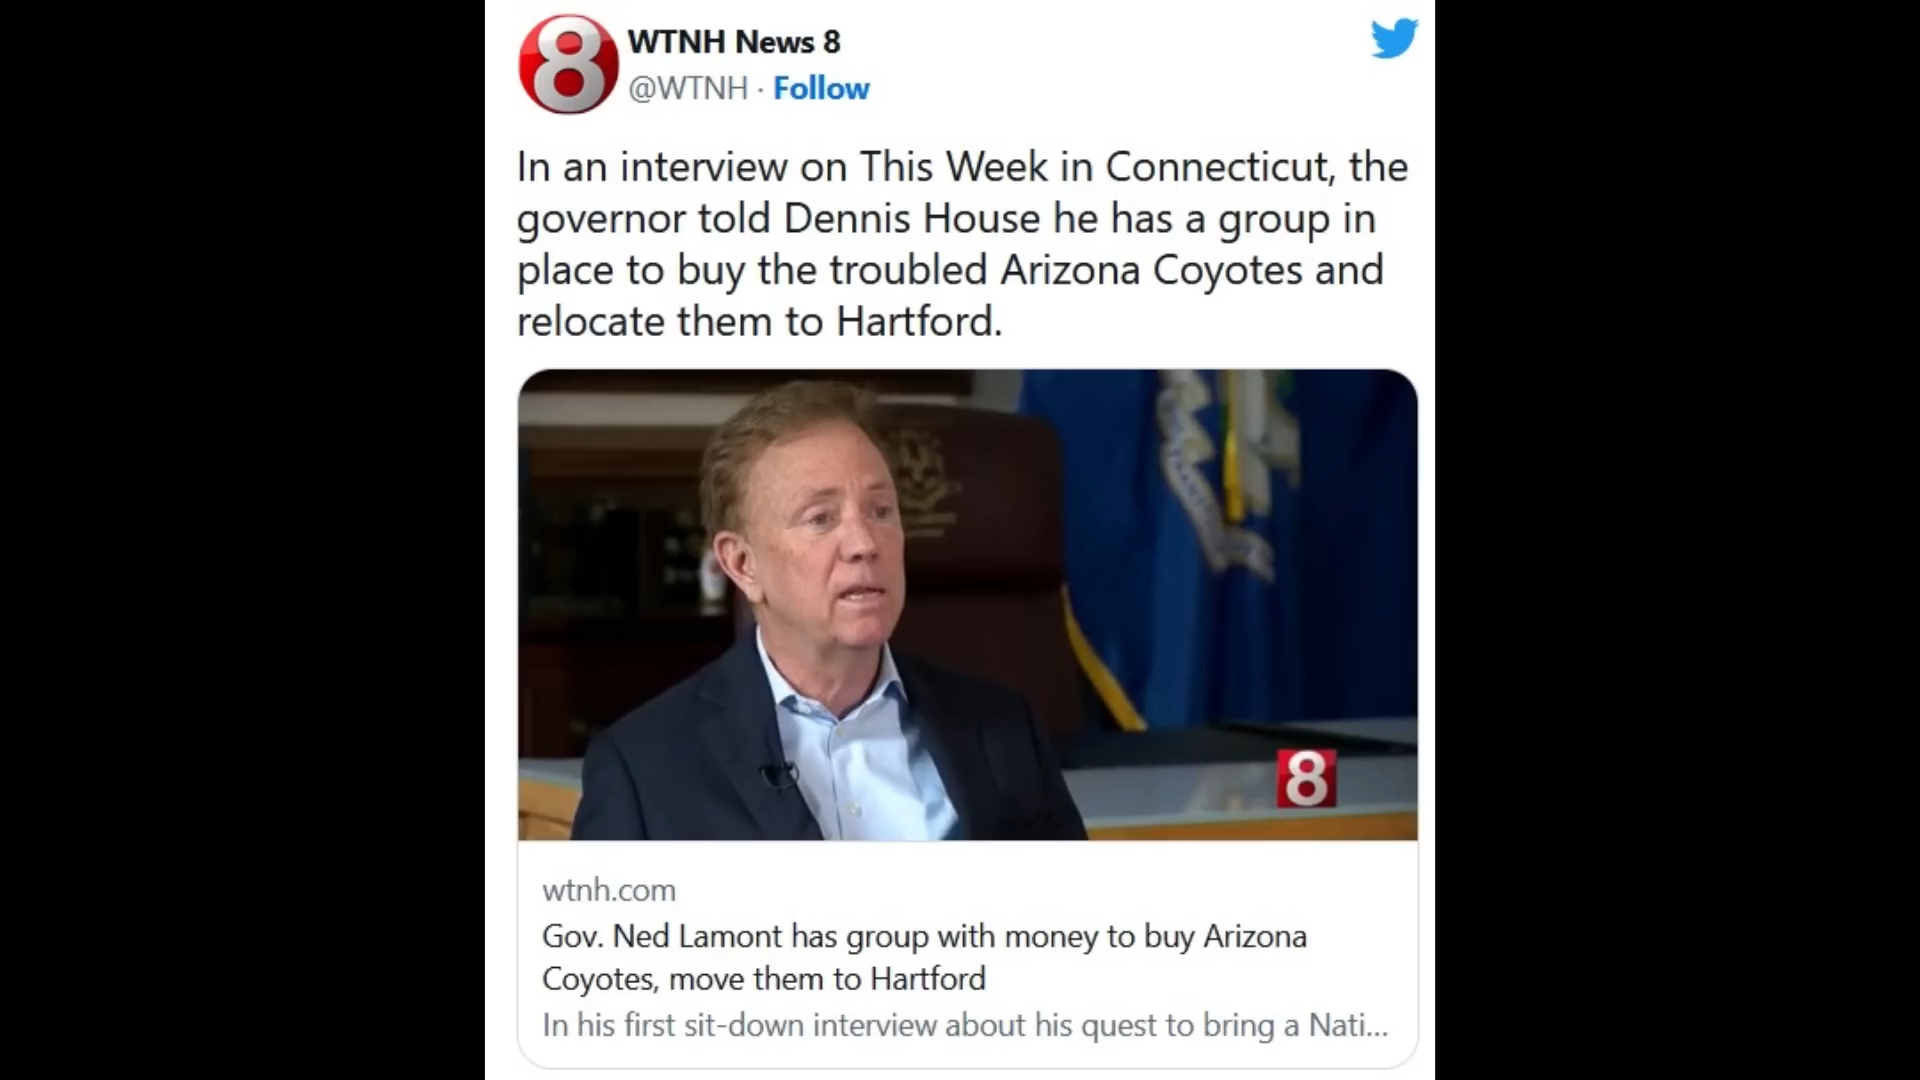 8
WTNH News 8
@WTNH · Follow
In an interview on This Week in Connecticut, the
governor told Dennis House he has a group in
place to buy the troubled Arizona Coyotes and
relocate them to Hartford.
8
wtnh.com
Gov. Ned Lamont has group with money to buy Arizona
Coyotes, move them to Hartford
In his first sit-down interview about his quest to bring a Nati...